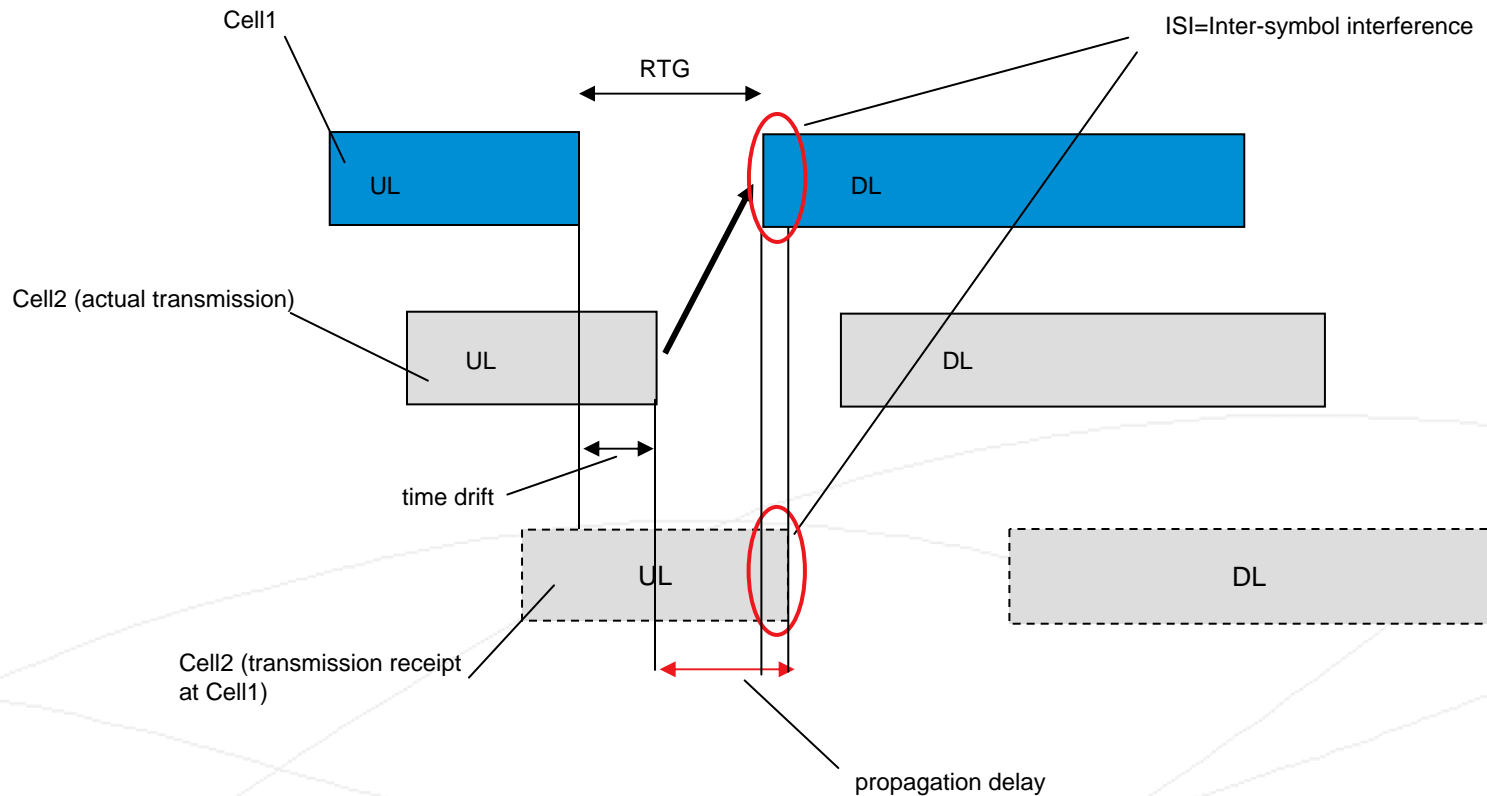 Cell1
ISI=Inter-symbol interference
RTG
UL
DL
Cell2 (actual transmission)
UL
DL
time drift
UL
DL
Cell2 (transmission receipt
at Cell1)
propagation delay